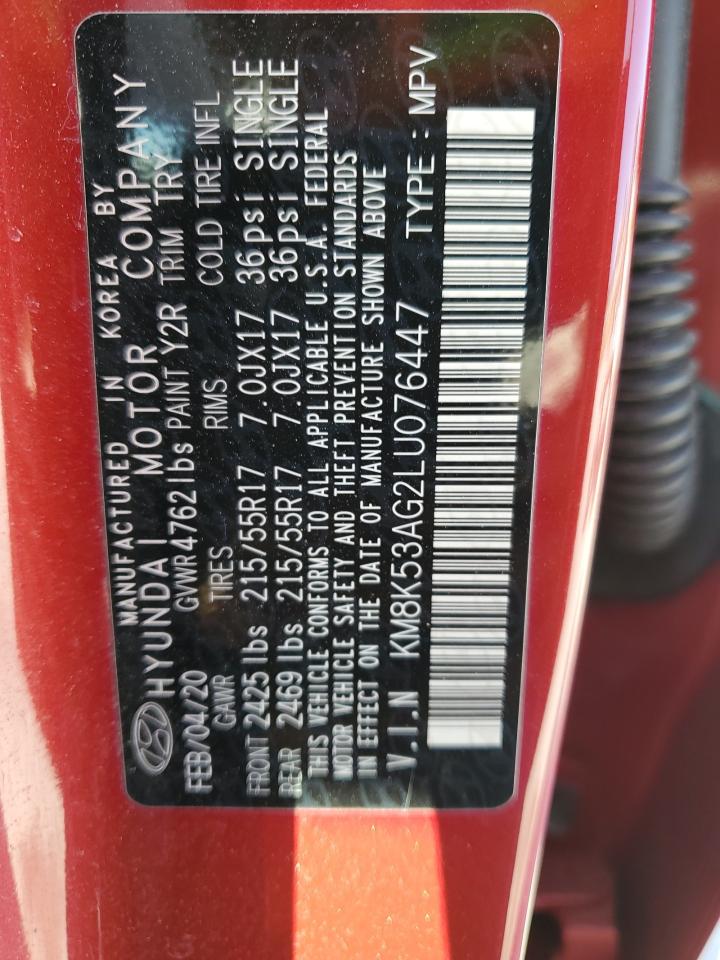 MANUFACTURED IN KOREA BY
HYUNDAI MOTOR COMPANY
FEB/04/20 GVWR 4762 lbs PAINT Y2R TRIM TRY
GAWR TIRES RIMS COLD TIRE INFL
FRONT 2425 lbs 215/55R17 7.0JX17 36psi SINGLE
REAR 2469 lbs 215/55R17 7.0JX17 36psi SINGLE
THIS VEHICLE CONFORMS TO ALL APPLICABLE U.S.A. FEDERAL
MOTOR VEHICLE SAFETY AND THEFT PREVENTION STANDARDS
IN EFFECT ON THE DATE OF MANUFACTURE SHOWN ABOVE
V.I.N KM8K53AG2LU076447 TYPE : MPV